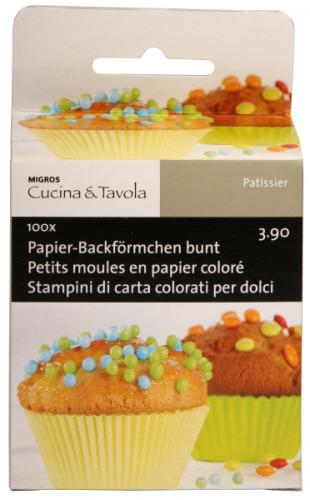 MIGROS
Cucina & Tavola
Patissier
100x
3.90
Papier-Backförmchen bunt
Petits moules en papier coloré
Stampini di carta colorati per dolci